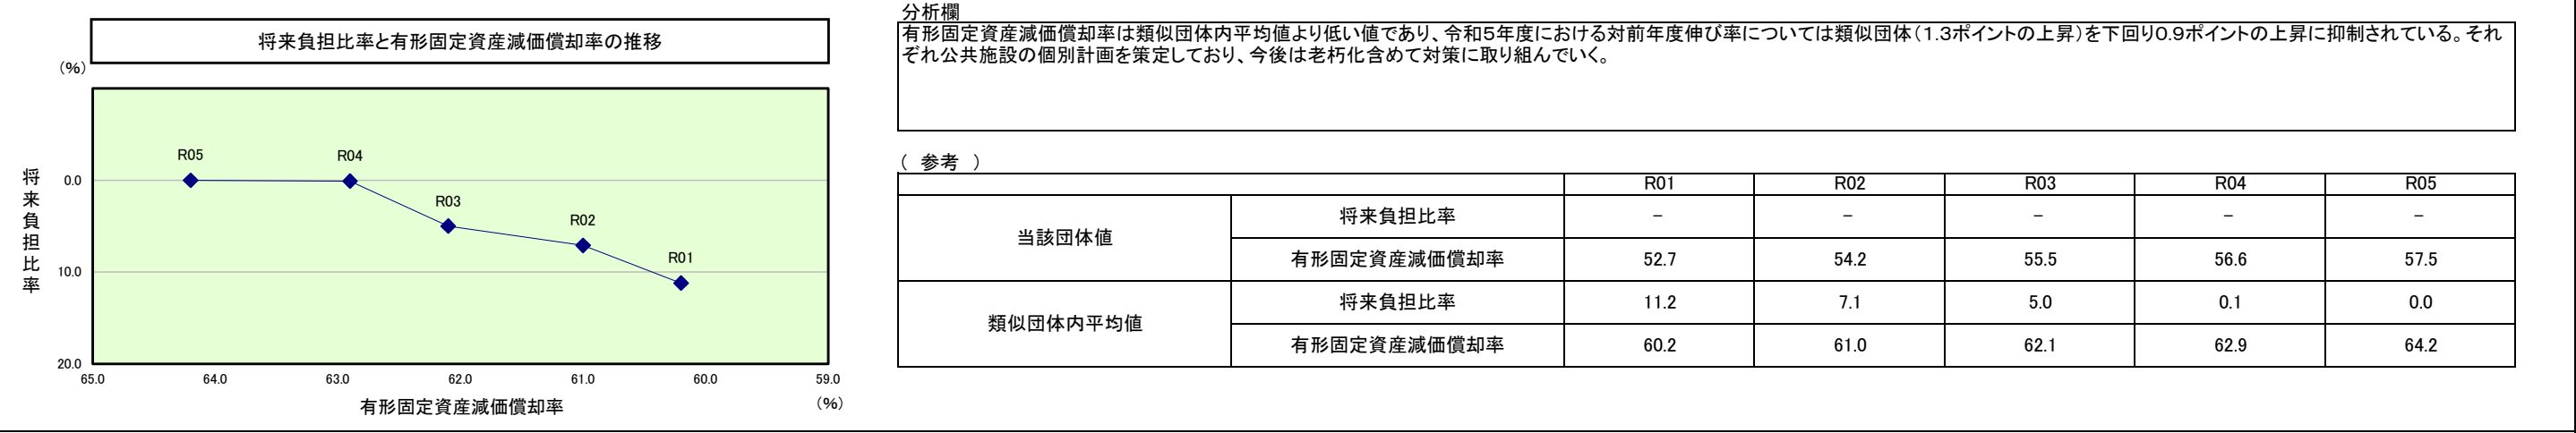 将来負担比率と有形固定資産減価償却率の推移
（％）
R05
R04
R03
R02
R01
0.0
10.0
20.0
将来負担比率
65.0 64.0 63.0 62.0 61.0 60.0 59.0
有形固定資産減価償却率
（％）
分析欄
有形固定資産減価償却率は類似団体内平均値より低い値であり、令和５年度における対前年度伸び率については類似団体（1.3ポイントの上昇）を下回り0.9ポイントの上昇に抑制されている。それ
ぞれ公共施設の個別計画を策定しており、今後は老朽化含めて対策に取り組んでいく。
（ 参考 ）
R01 R02 R03 R04 R05
当該団体値
将来負担比率 － － － － －
有形固定資産減価償却率 52.7 54.2 55.5 56.6 57.5
類似団体内平均値
将来負担比率 11.2 7.1 5.0 0.1 0.0
有形固定資産減価償却率 60.2 61.0 62.1 62.9 64.2